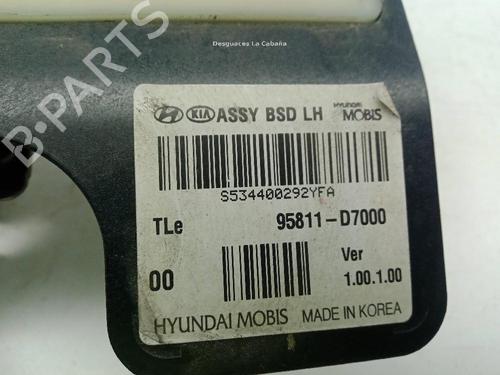 Desguaces La Cabaña
B-PARTS
KIA ASSY BSD LH HYUNDAI MOBIS
S534400292YFA
TLe 95811-D7000
00 Ver 1.00.1.00
HYUNDAI MOBIS MADE IN KOREA